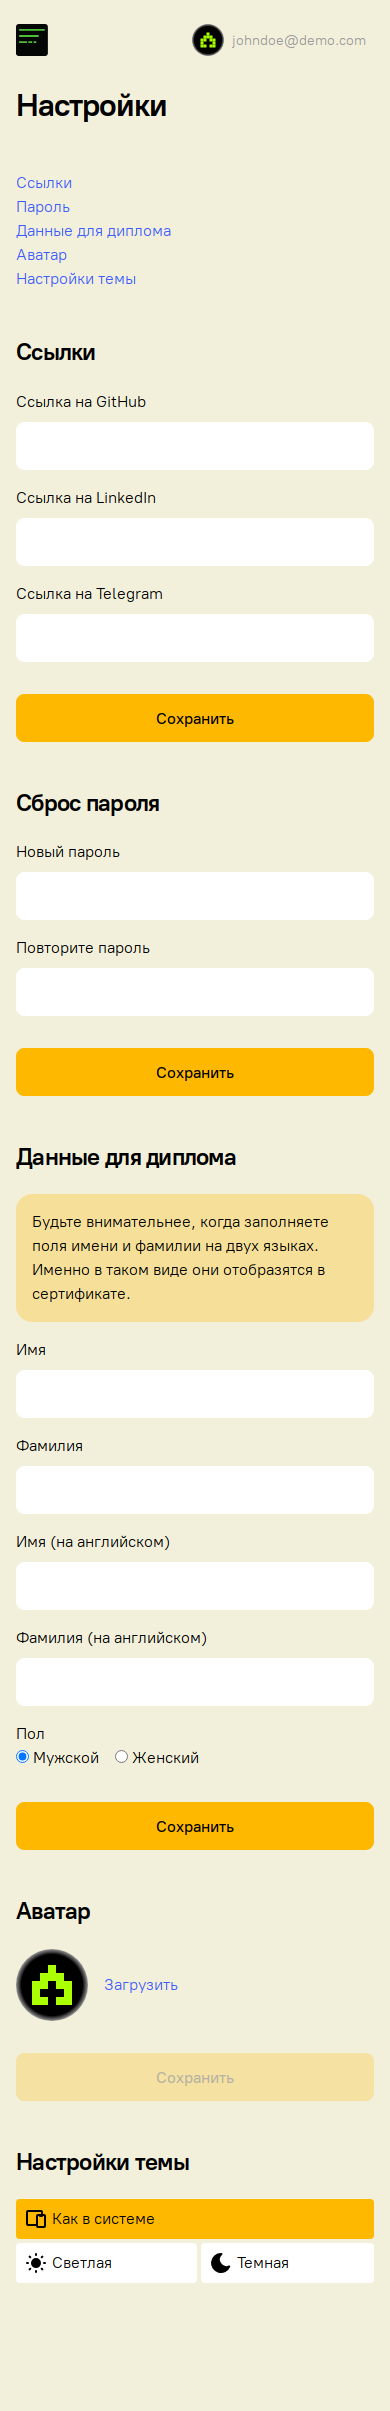 johndoe@demo.com
Настройки
Ссылки
Пароль
Данные для диплома
Аватар
Настройки темы
Ссылки
Ссылка на GitHub
Ссылка на LinkedIn
Ссылка на Telegram
Сохранить
Сброс пароля
Новый пароль
Повторите пароль
Сохранить
Данные для диплома
Будьте внимательнее, когда заполняете
поля имени и фамилии на двух языках.
Именно в таком виде они отобразятся в
сертификате.
Имя
Фамилия
Имя (на английском)
Фамилия (на английском)
Пол
Мужской Женский
Сохранить
Аватар
Загрузить
Сохранить
Настройки темы
Как в системе
Светлая Темная